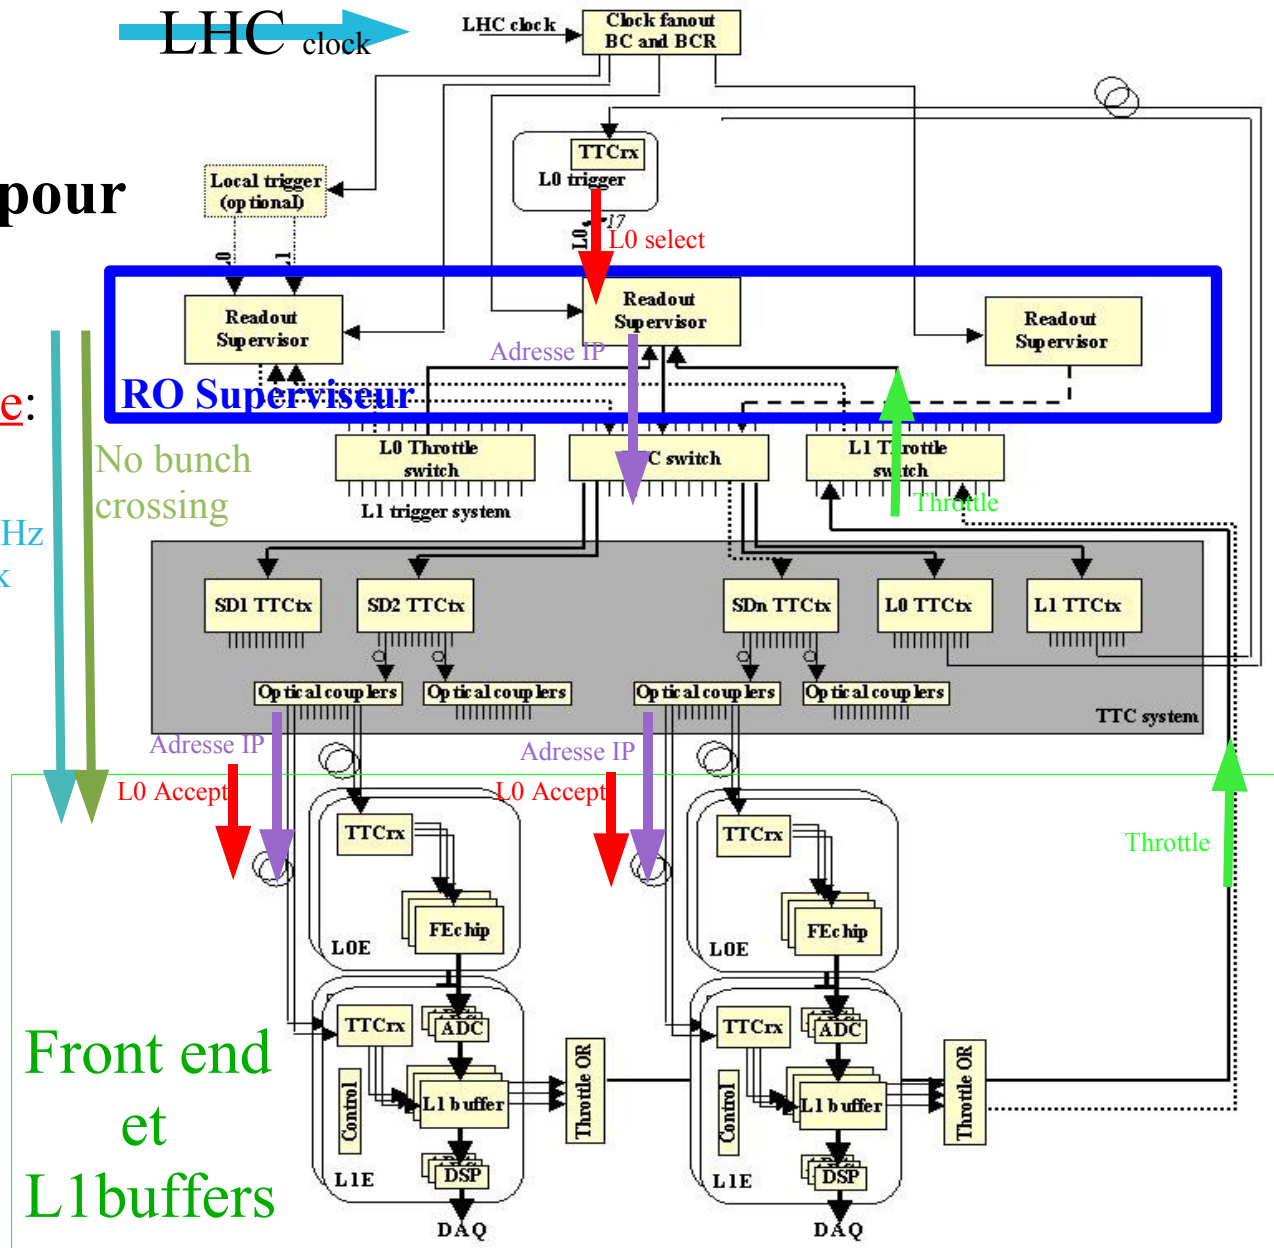 LHC clock
LHC clock
Clock fanout
BC and BCR
pour
Local trigger
(optional)
TTCrx
L0 trigger
17
L0
L0 select
L0
L1
Readout
Supervisor
Readout
Supervisor
Readout
Supervisor
Adresse IP
RO Superviseur
e:
No bunch
crossing
Hz
k
L0 Throttle
switch
C switch
L1 Throttle
switch
L1 trigger system
Throttle
SD1 TTCtx
SD2 TTCtx
SDn TTCtx
L0 TTCtx
L1 TTCtx
Optical couplers
Optical couplers
Optical couplers
Optical couplers
TTC system
Adresse IP
Adresse IP
L0 Accept
L0 Accept
TTCrx
TTCrx
Throttle
FEchip
FEchip
L0E
L0E
TTCrx
ADC
TTCrx
ADC
Front end
et
L1buffers
Control
L1 buffer
Throttle OR
Control
L1 buffer
Throttle OR
L1E
DSP
L1E
DSP
DAQ
DAQ